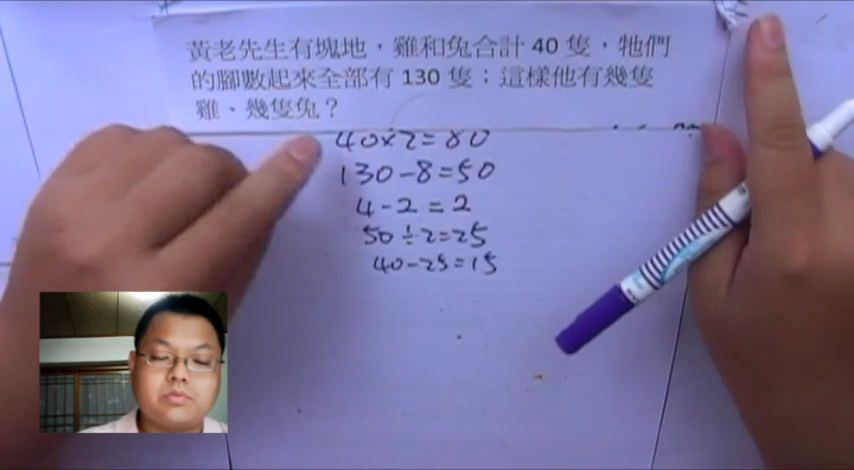 黃老先生有塊地，雞和兔合計 40 隻，牠們
的腳數起來全部有 130 隻；這樣他有幾隻
雞、幾隻兔？
40×2=80
130-8=50
4-2=2
50÷2=25
40-25=15